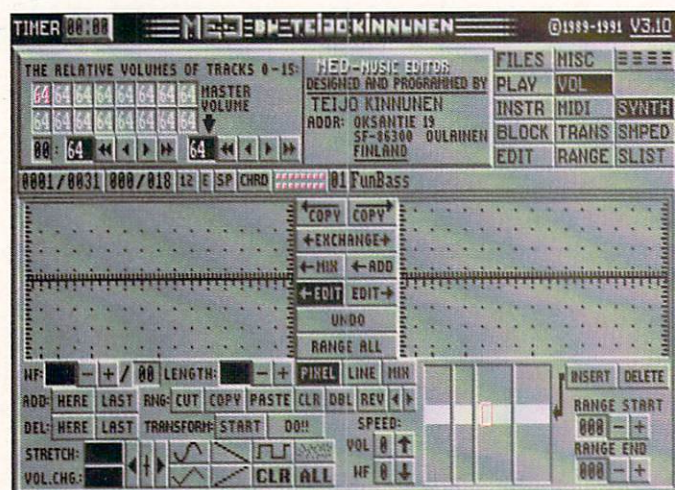 TIMER 00:00 MED BY TEIJO KINNUNEN ©1989-1991 V3.10
THE RELATIVE VOLUMES OF TRACKS 0-15:
64 64 64 64 64 64 64 64 MASTER
VOLUME
64 64 64 64 64 64 64 64
00: 64 64
MED-MUSIC EDITOR
DESIGNED AND PROGRAMMED BY
TEIJO KINNUNEN
ADDR: OKSANTIE 19
SF-86300 OULAINEN
FINLAND
FILES MISC
PLAY VOL
INSTR MIDI SYNTH
BLOCK TRANS SMPED
EDIT RANGE SLIST
0001/0031 000/018 12 E SP CHRD 01 FunBass
COPY COPY
EXCHANGE
MIX ADD
EDIT EDIT
UNDO
RANGE ALL
WF: - + / 00 LENGTH: - + PIXEL LINE MIX
ADD: HERE LAST RNG: CUT COPY PASTE CLR DBL REV
DEL: HERE LAST TRANSFORM: START DO!!
STRETCH:
VOL.CHG.: CLR ALL
SPEED:
VOL 0
WF 0
INSERT DELETE
RANGE START
000 - +
RANGE END
000 - +